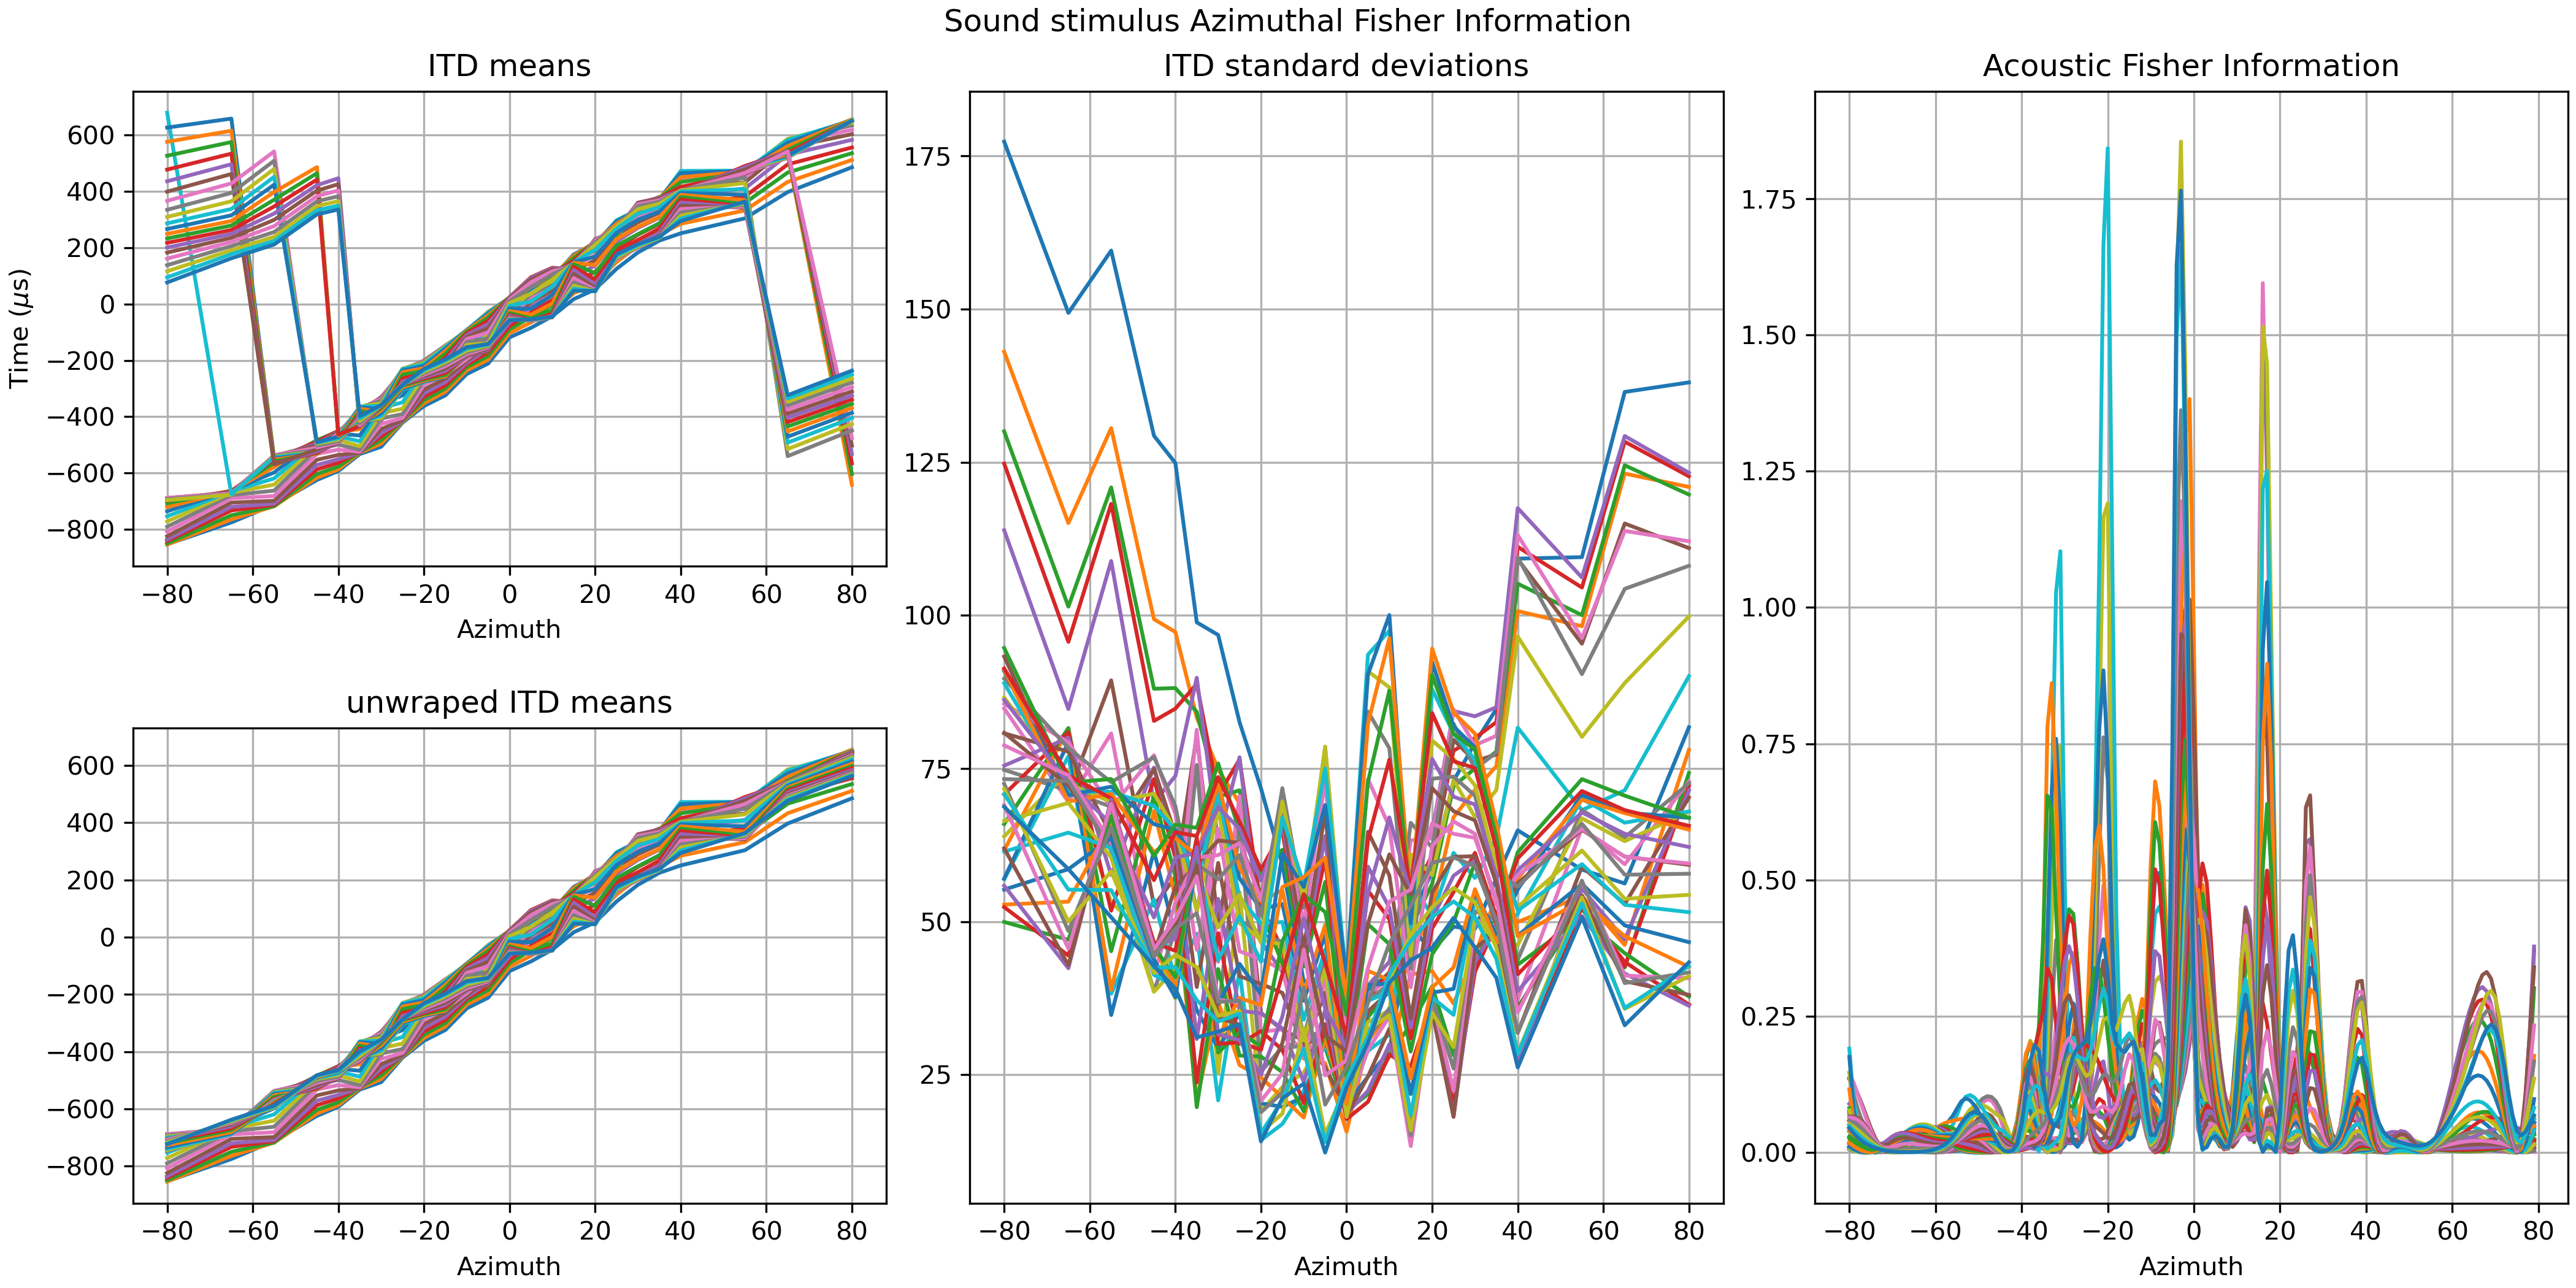 Sound stimulus Azimuthal Fisher Information
ITD means
600
400
200
0
−200
−400
−600
−800
Time (μs)
−80 −60 −40 −20 0 20 40 60 80
Azimuth
unwraped ITD means
600
400
200
0
−200
−400
−600
−800
−80 −60 −40 −20 0 20 40 60 80
Azimuth
ITD standard deviations
175
150
125
100
75
50
25
−80 −60 −40 −20 0 20 40 60 80
Azimuth
Acoustic Fisher Information
1.75
1.50
1.25
1.00
0.75
0.50
0.25
0.00
−80 −60 −40 −20 0 20 40 60 80
Azimuth